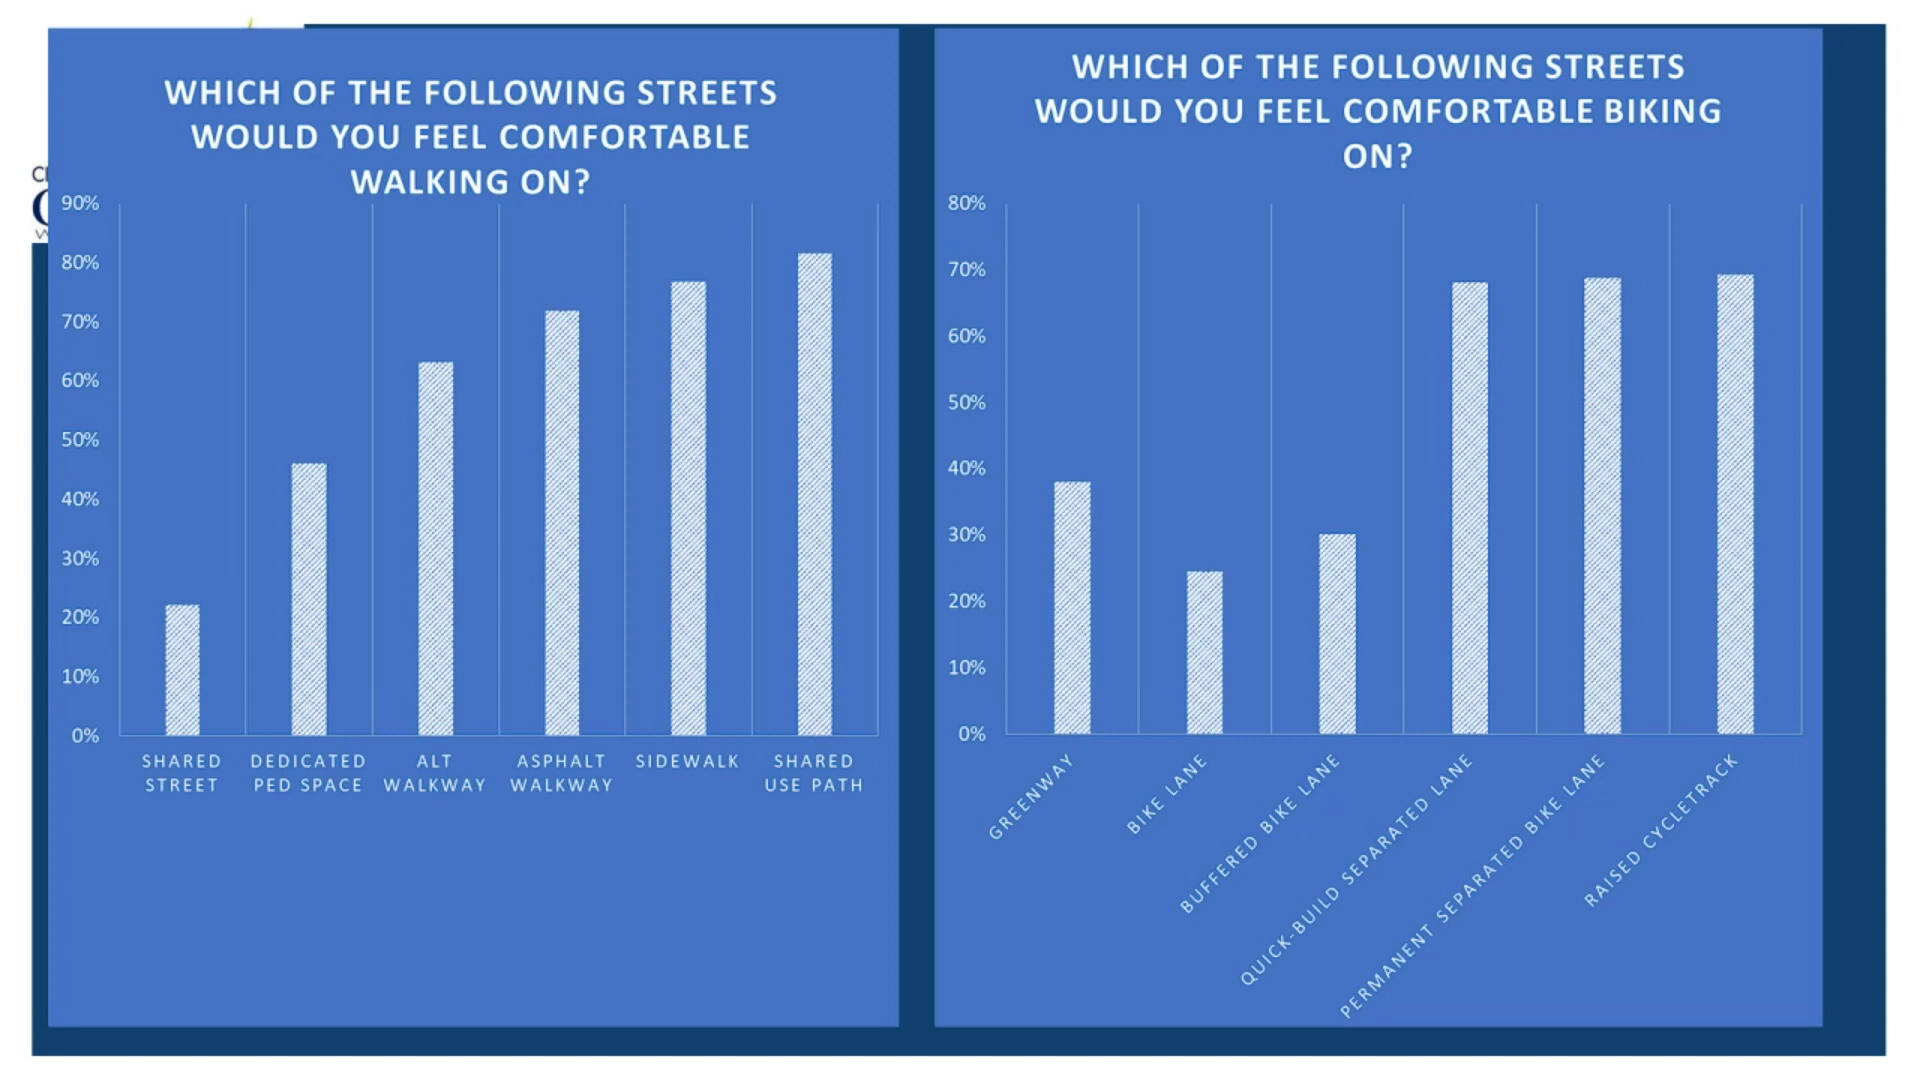 WHICH OF THE FOLLOWING STREETS
WOULD YOU FEEL COMFORTABLE
WALKING ON?
90%
80%
70%
60%
50%
40%
30%
20%
10%
0%
SHARED STREET
DEDICATED PED SPACE
ALT WALKWAY
ASPHALT WALKWAY
SIDEWALK
SHARED USE PATH
WHICH OF THE FOLLOWING STREETS
WOULD YOU FEEL COMFORTABLE BIKING
ON?
80%
70%
60%
50%
40%
30%
20%
10%
0%
GREENWAY
BIKE LANE
BUFFERED BIKE LANE
QUICK-BUILD SEPARATED LANE
PERMANENT SEPARATED BIKE LANE
RAISED CYCLETRACK